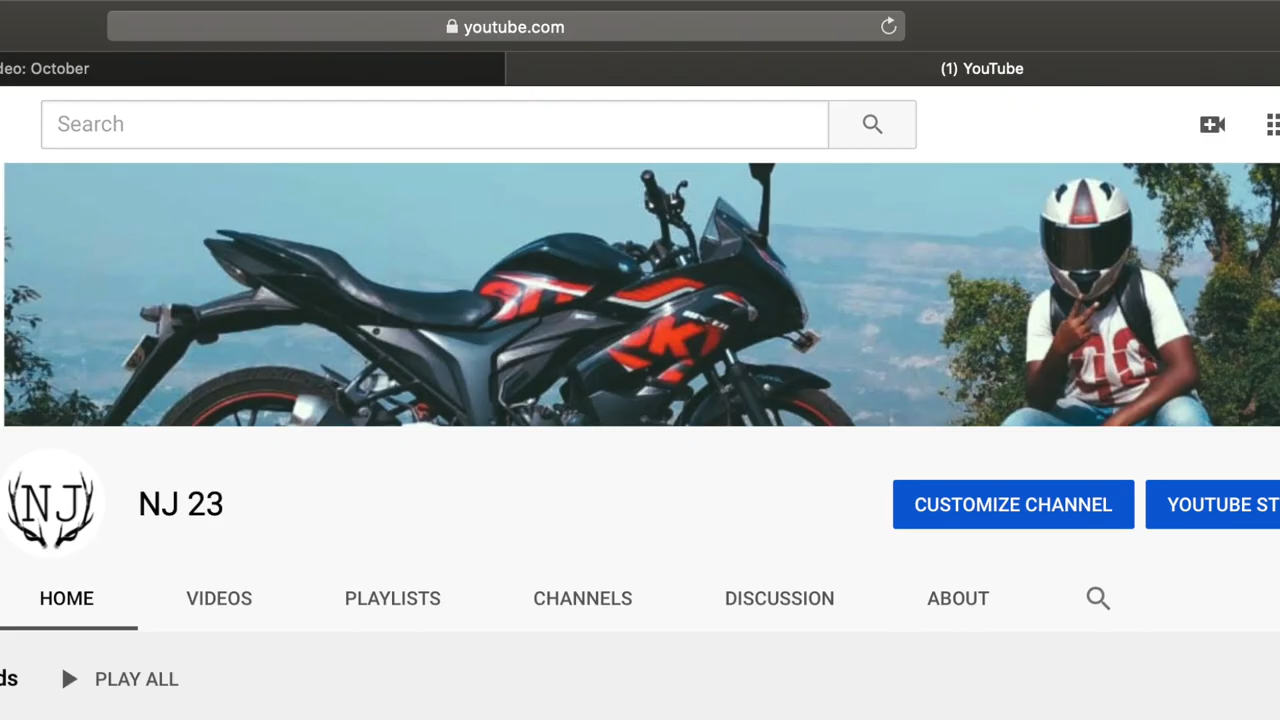 youtube.com
deo: October
(1) YouTube
Search
NJ
NJ 23
CUSTOMIZE CHANNEL
YOUTUBE ST
HOME
VIDEOS
PLAYLISTS
CHANNELS
DISCUSSION
ABOUT
ds
PLAY ALL